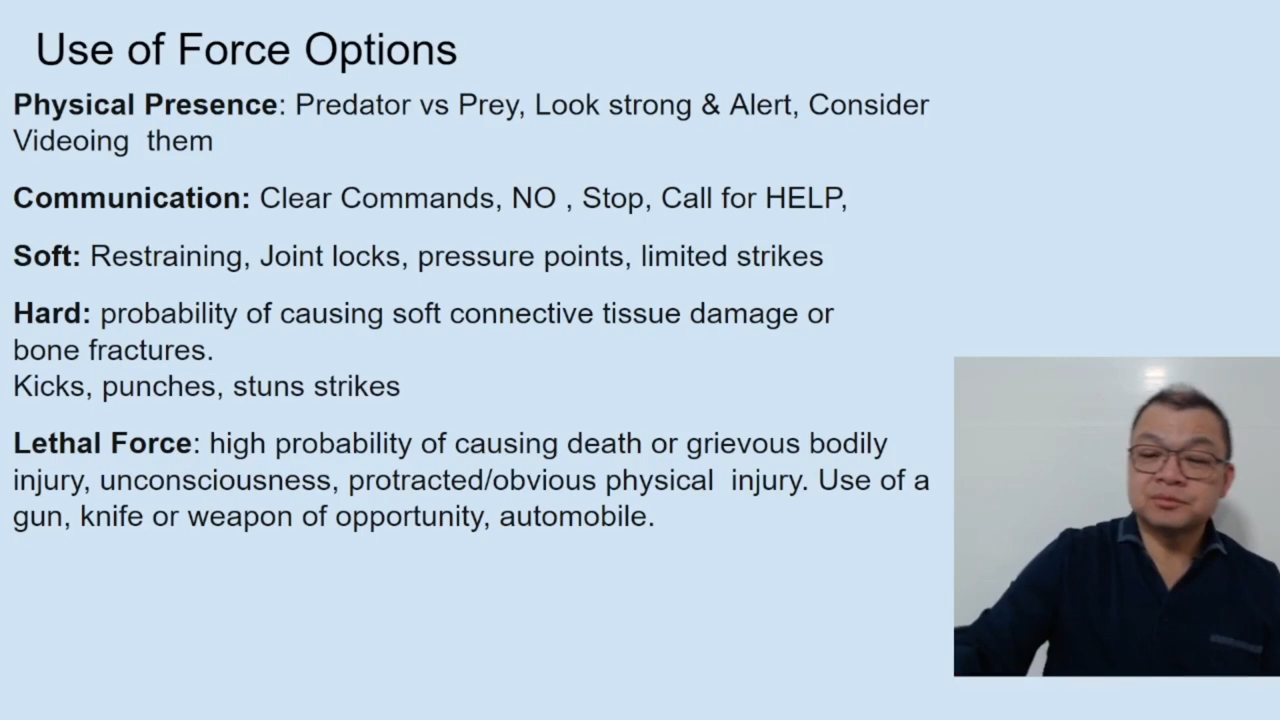 Use of Force Options
Physical Presence: Predator vs Prey, Look strong & Alert, Consider
Videoing  them
Communication: Clear Commands, NO , Stop, Call for HELP,
Soft: Restraining, Joint locks, pressure points, limited strikes
Hard: probability of causing soft connective tissue damage or
bone fractures.
Kicks, punches, stuns strikes
Lethal Force: high probability of causing death or grievous bodily
injury, unconsciousness, protracted/obvious physical  injury. Use of a
gun, knife or weapon of opportunity, automobile.